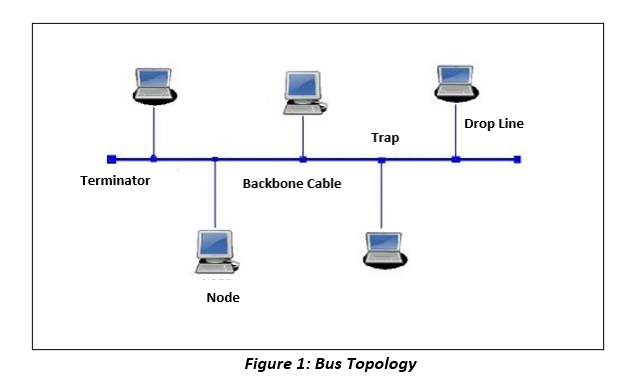 Drop Line
Trap
Terminator
Backbone Cable
Node
Figure 1: Bus Topology